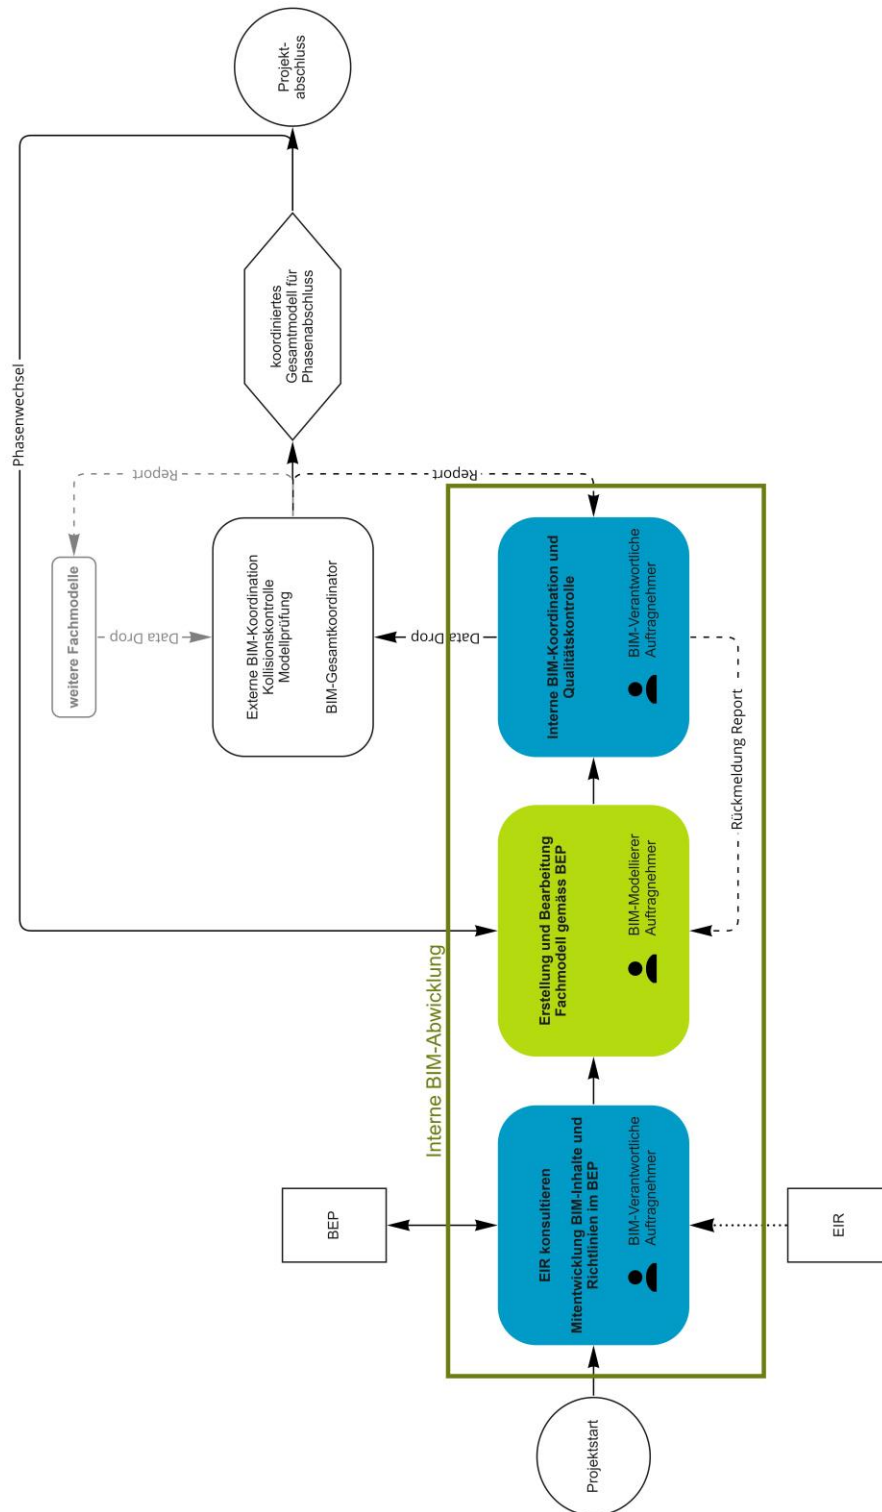 Projektstart
EIR
BEP
Interne BIM-Abwicklung
EIR konsultieren
Mitentwicklung BIM-Inhalte und
Richtlinien im BEP
BIM-Verantwortliche
Auftragnehmer
Erstellung und Bearbeitung
Fachmodell gemäss BEP
BIM-Modellierer
Auftragnehmer
Interne BIM-Koordination und
Qualitätskontrolle
BIM-Verantwortliche
Auftragnehmer
Rückmeldung Report
Data Drop
Report
Externe BIM-Koordination
Kollisionskontrolle
Modellprüfung
BIM-Gesamtkoordinator
Data Drop
Report
weitere Fachmodelle
Phasenwechsel
koordiniertes
Gesamtmodell für
Phasenabschluss
Projekt-
abschluss